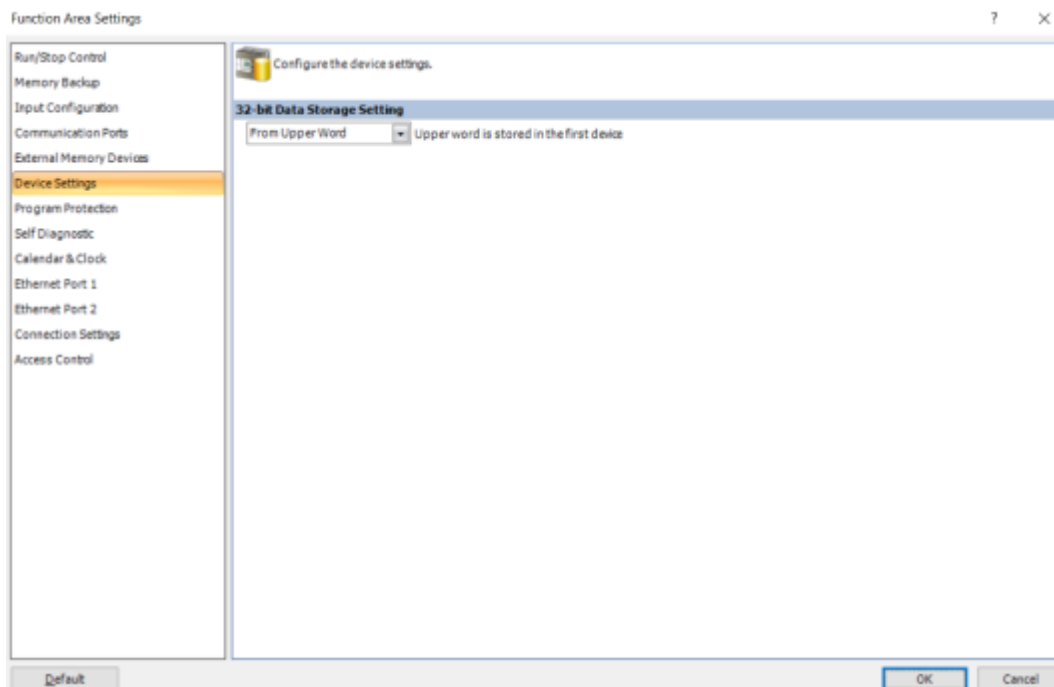 Function Area Settings
? ×
Run/Stop Control
Memory Backup
Input Configuration
Communication Ports
External Memory Devices
Device Settings
Program Protection
Self Diagnostic
Calendar & Clock
Ethernet Port 1
Ethernet Port 2
Connection Settings
Access Control
Configure the device settings.
32-bit Data Storage Setting
From Upper Word
Upper word is stored in the first device
Default
OK
Cancel